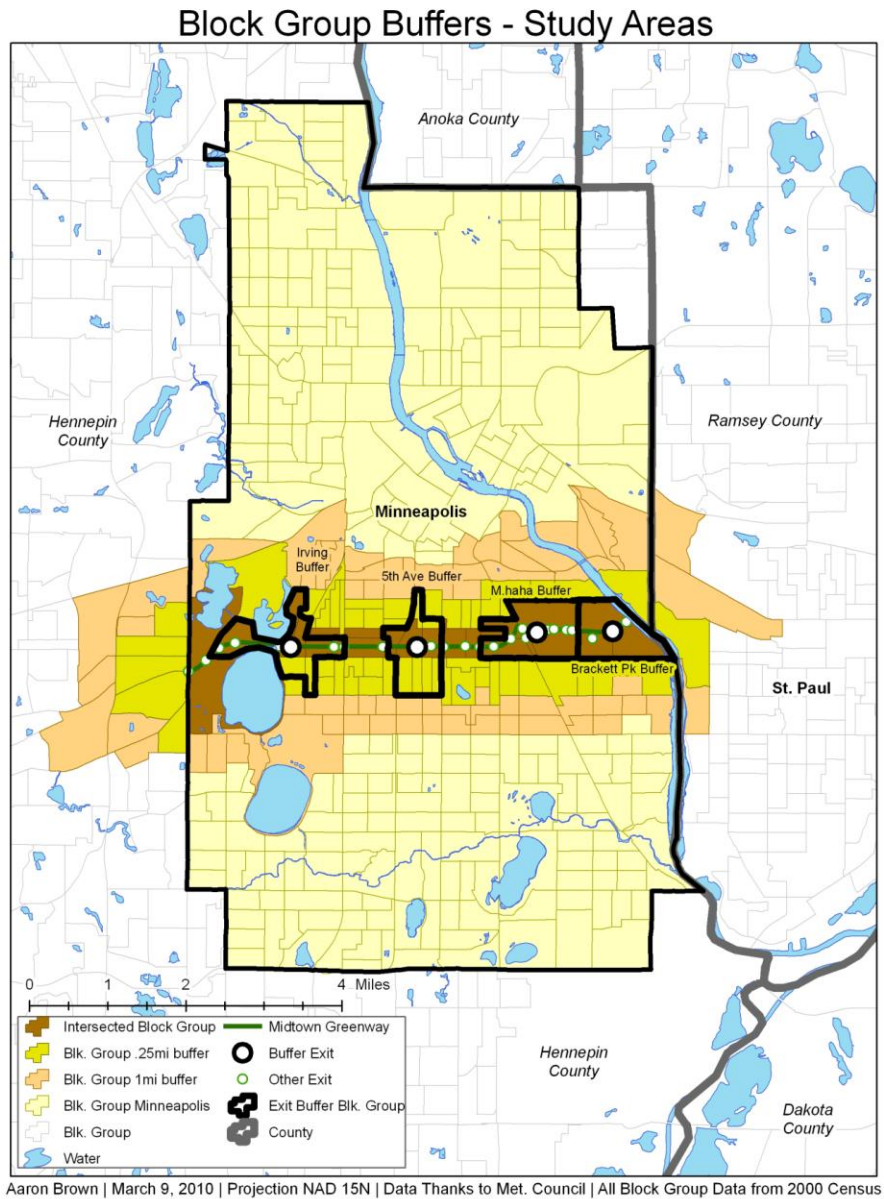 Block Group Buffers - Study Areas
Anoka County
Hennepin
County
Ramsey County
Minneapolis
Irving
Buffer
5th Ave Buffer
M.haha Buffer
Brackett Pk Buffer
St. Paul
0 2 4 Miles
Intersected Block Group
Blk. Group .25mi buffer
Blk. Group 1mi buffer
Blk. Group Minneapolis
Blk. Group
Water
Midtown Greenway
Buffer Exit
Other Exit
Exit Buffer Blk. Group
County
Hennepin
County
Dakota
County
Aaron Brown | March 9, 2010 | Projection NAD 15N | Data Thanks to Met. Council | All Block Group Data from 2000 Census